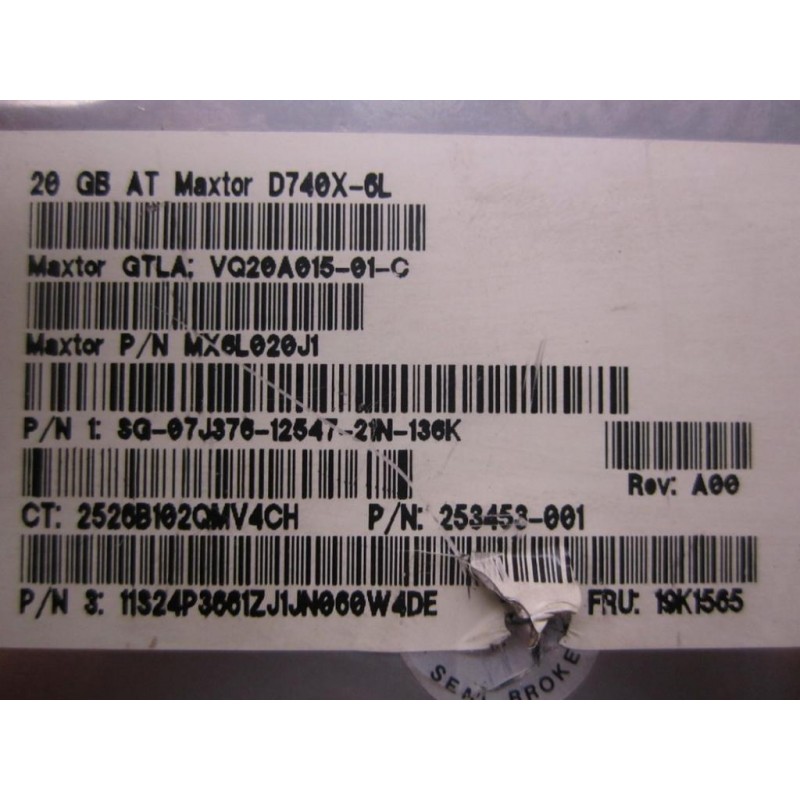 20 GB AT Maxtor D740X-6L
Maxtor GTLA: VQ20A015-01-C
Maxtor P/N MX6L020J1
P/N 1: SG-07J376-12547-21N-136K
Rev: A00
CT: 2526B102QMV4CH P/N: 253453-001
P/N 3: 11S24P3661ZJ1JN060W4DE FRU: 19K1565
BROKE